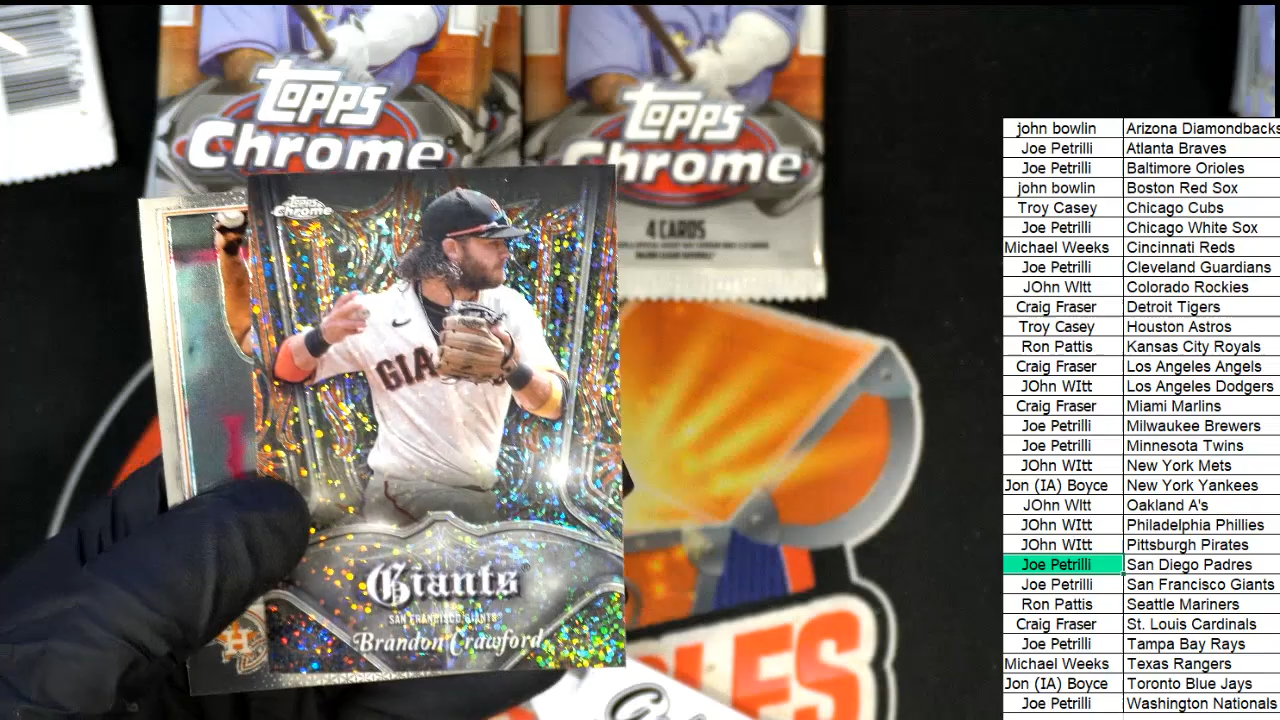 Topps
Chrome
Topps
Chrome
4 CARDS
Topps
Chrome
GIA
Giants
SAN FRANCISCO GIANTS
Brandon Crawford
H
LES
john bowlin Arizona Diamondbacks
Joe Petrilli Atlanta Braves
Joe Petrilli Baltimore Orioles
john bowlin Boston Red Sox
Troy Casey Chicago Cubs
Joe Petrilli Chicago White Sox
Michael Weeks Cincinnati Reds
Joe Petrilli Cleveland Guardians
JOhn WItt Colorado Rockies
Craig Fraser Detroit Tigers
Troy Casey Houston Astros
Ron Pattis Kansas City Royals
Craig Fraser Los Angeles Angels
JOhn WItt Los Angeles Dodgers
Craig Fraser Miami Marlins
Joe Petrilli Milwaukee Brewers
Joe Petrilli Minnesota Twins
JOhn WItt New York Mets
Jon (IA) Boyce New York Yankees
JOhn WItt Oakland A's
JOhn WItt Philadelphia Phillies
JOhn WItt Pittsburgh Pirates
Joe Petrilli San Diego Padres
Joe Petrilli San Francisco Giants
Ron Pattis Seattle Mariners
Craig Fraser St. Louis Cardinals
Joe Petrilli Tampa Bay Rays
Michael Weeks Texas Rangers
Jon (IA) Boyce Toronto Blue Jays
Joe Petrilli Washington Nationals